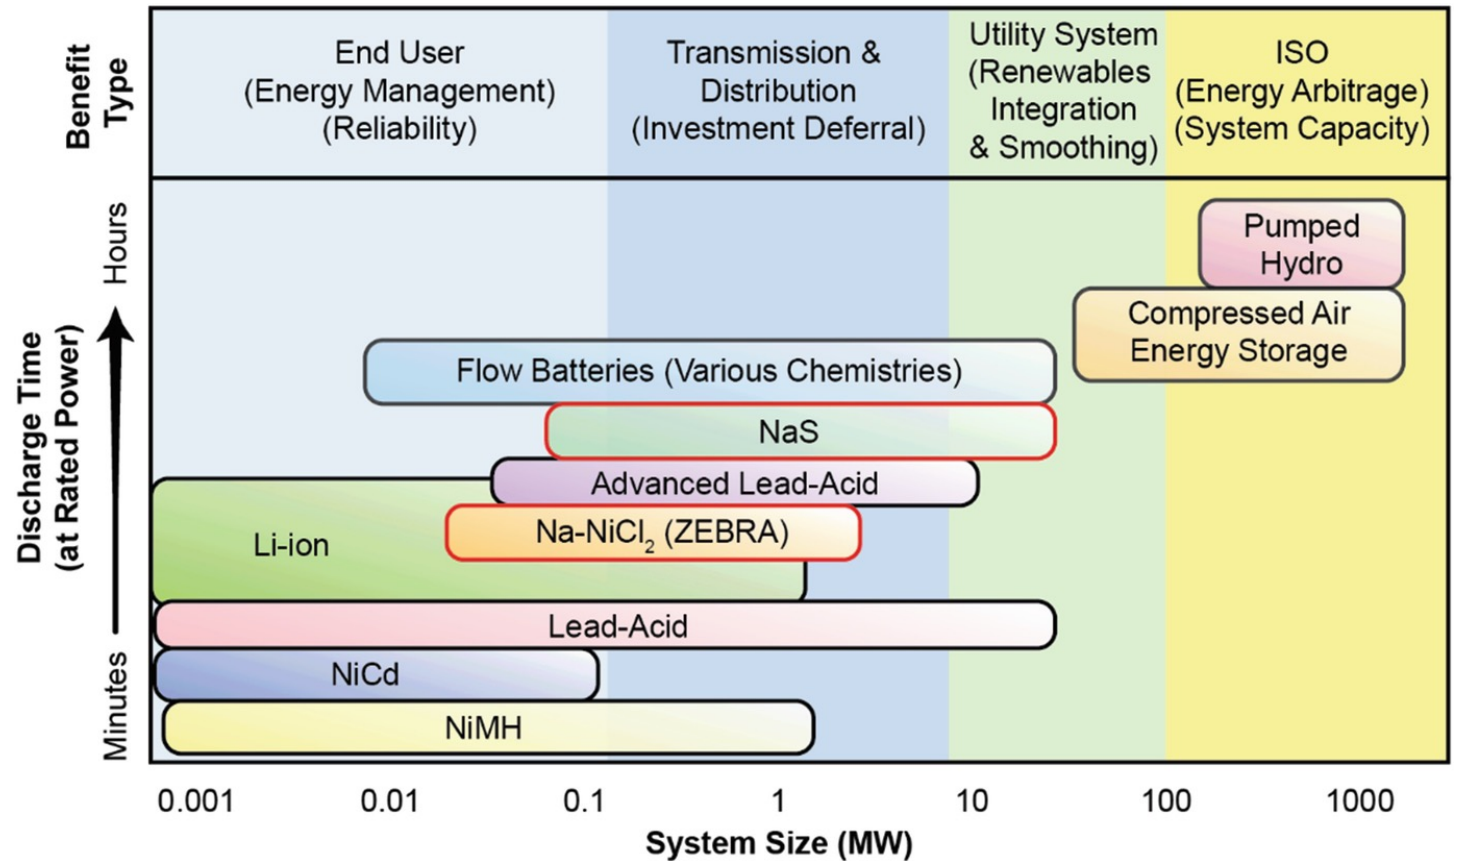 Benefit
Type
End User
(Energy Management)
(Reliability)
Transmission &
Distribution
(Investment Deferral)
Utility System
(Renewables
Integration
& Smoothing)
ISO
(Energy Arbitrage)
(System Capacity)
Discharge Time
(at Rated Power)
Hours
Minutes
Pumped
Hydro
Compressed Air
Energy Storage
Flow Batteries (Various Chemistries)
NaS
Advanced Lead-Acid
Na-NiCl₂ (ZEBRA)
Li-ion
Lead-Acid
NiCd
NiMH
0.001 0.01 0.1 1 10 100 1000
System Size (MW)